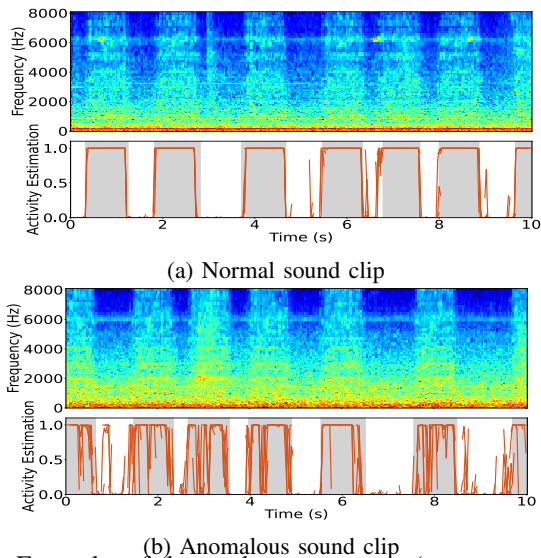 8000
6000
4000
2000
0
Frequency (Hz)
1.0
0.5
0.0
Activity Estimation
0 2 4 6 8 10
Time (s)
(a) Normal sound clip
8000
6000
4000
2000
0
Frequency (Hz)
1.0
0.5
0.0
Activity Estimation
0 2 4 6 8 10
Time (s)
(b) Anomalous sound clip